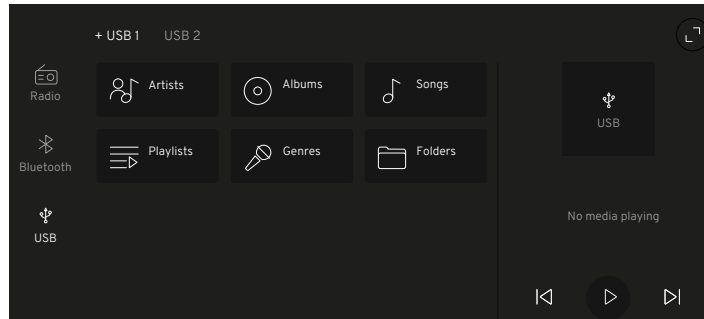 + USB 1 USB 2
Radio
Bluetooth
USB
Artists
Albums
Songs
Playlists
Genres
Folders
USB
No media playing